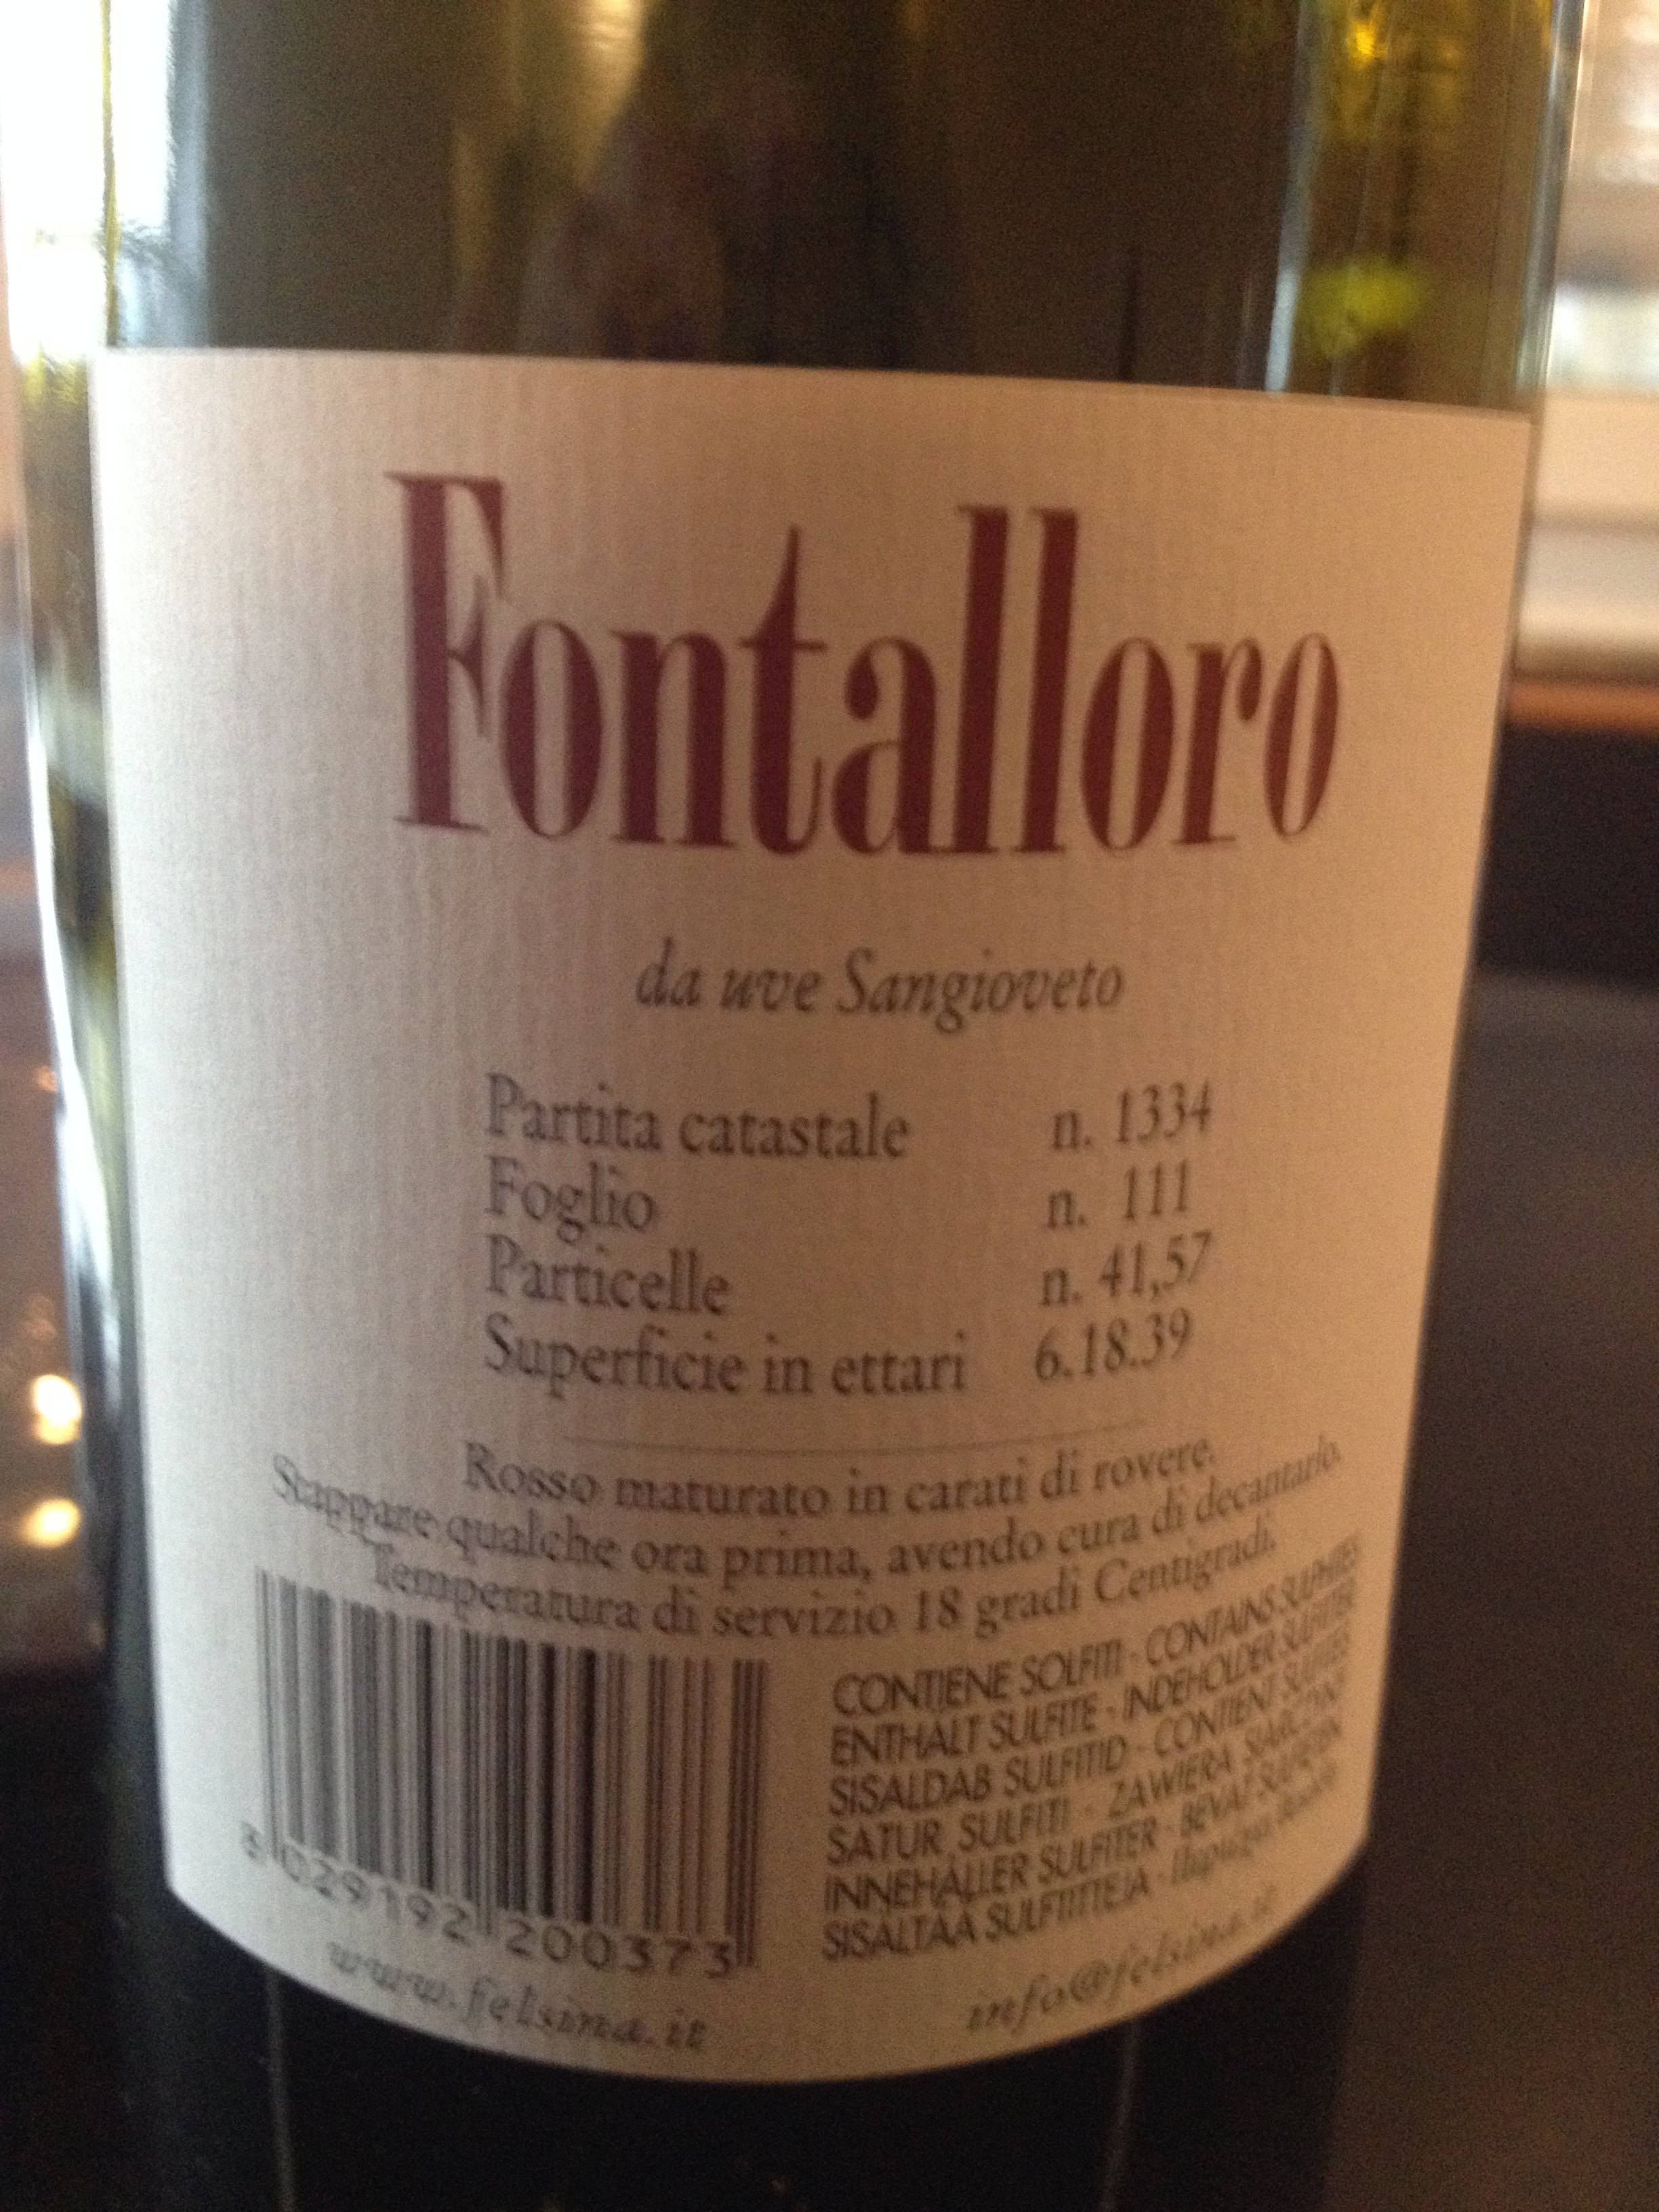 Fontalloro
da uve Sangioveto
Partita catastale n. 1334
Foglio n. 111
Particelle n. 41,57
Superficie in ettari 6.18.39
Rosso maturato in carati di rovere.
Stappare qualche ora prima, avendo cura di decantarlo.
Temperatura di servizio 18 gradi Centigradi.
CONTIENE SOLFITI - CONTAINS SULPHITES
ENTHALT SULFITE - INDEHOLDER SULFITTER
SISALDAB SULFITID - CONTIENT SULFITES
SATUR SULFITI - ZAWIERA SIARCZYNY
INNEHÅLLER SULFITER - BEVAT SULFIETEN
SISALTÄÄ SULFIITTEJA -
8 029192 200373
www.felsina.it
info@felsina.it